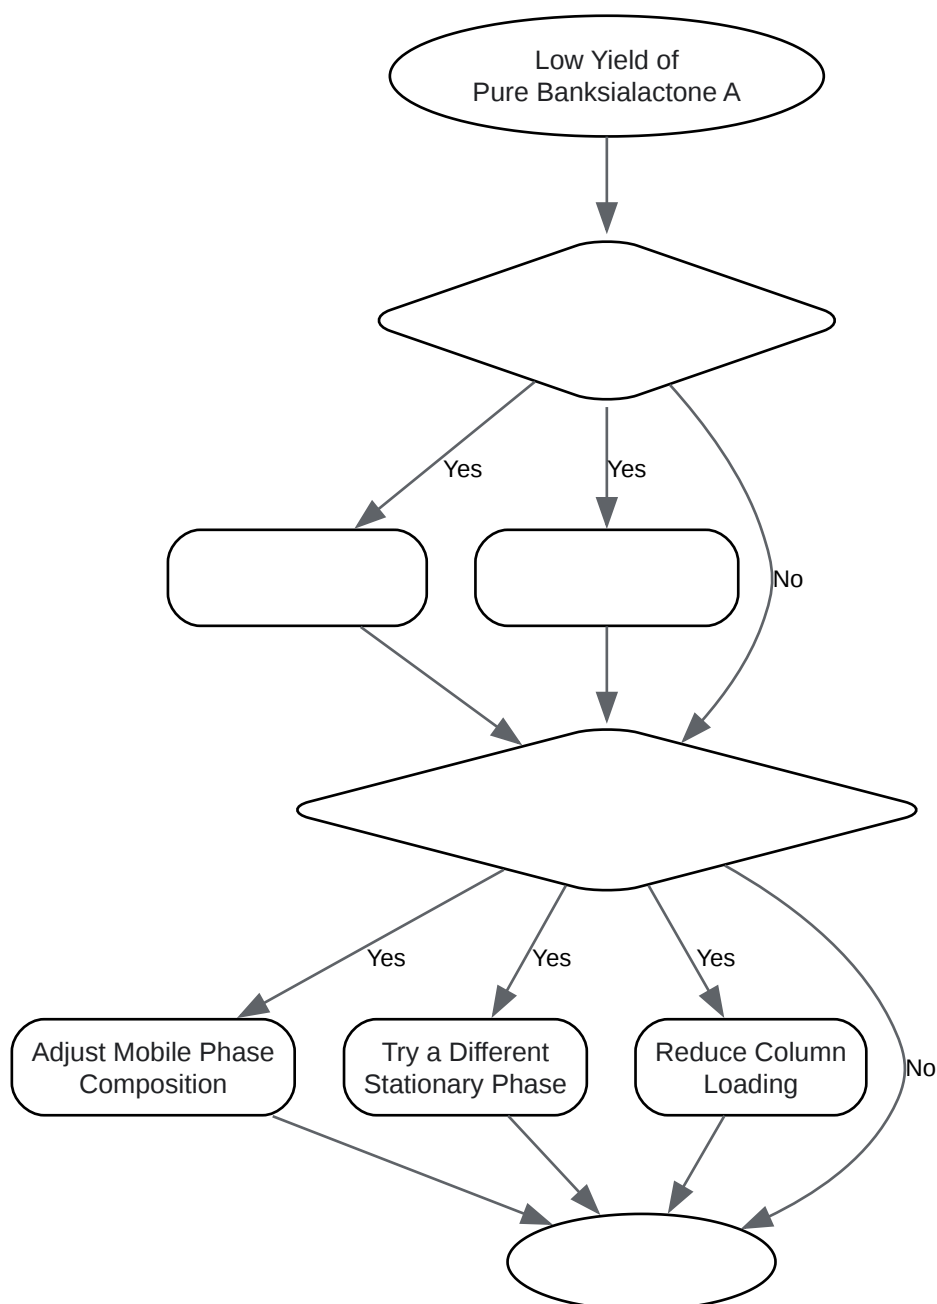 Low Yield of
Pure Banksialactone A
Yes
Yes
No
Yes
Yes
Yes
Adjust Mobile Phase
Composition
Try a Different
Stationary Phase
Reduce Column
Loading
No